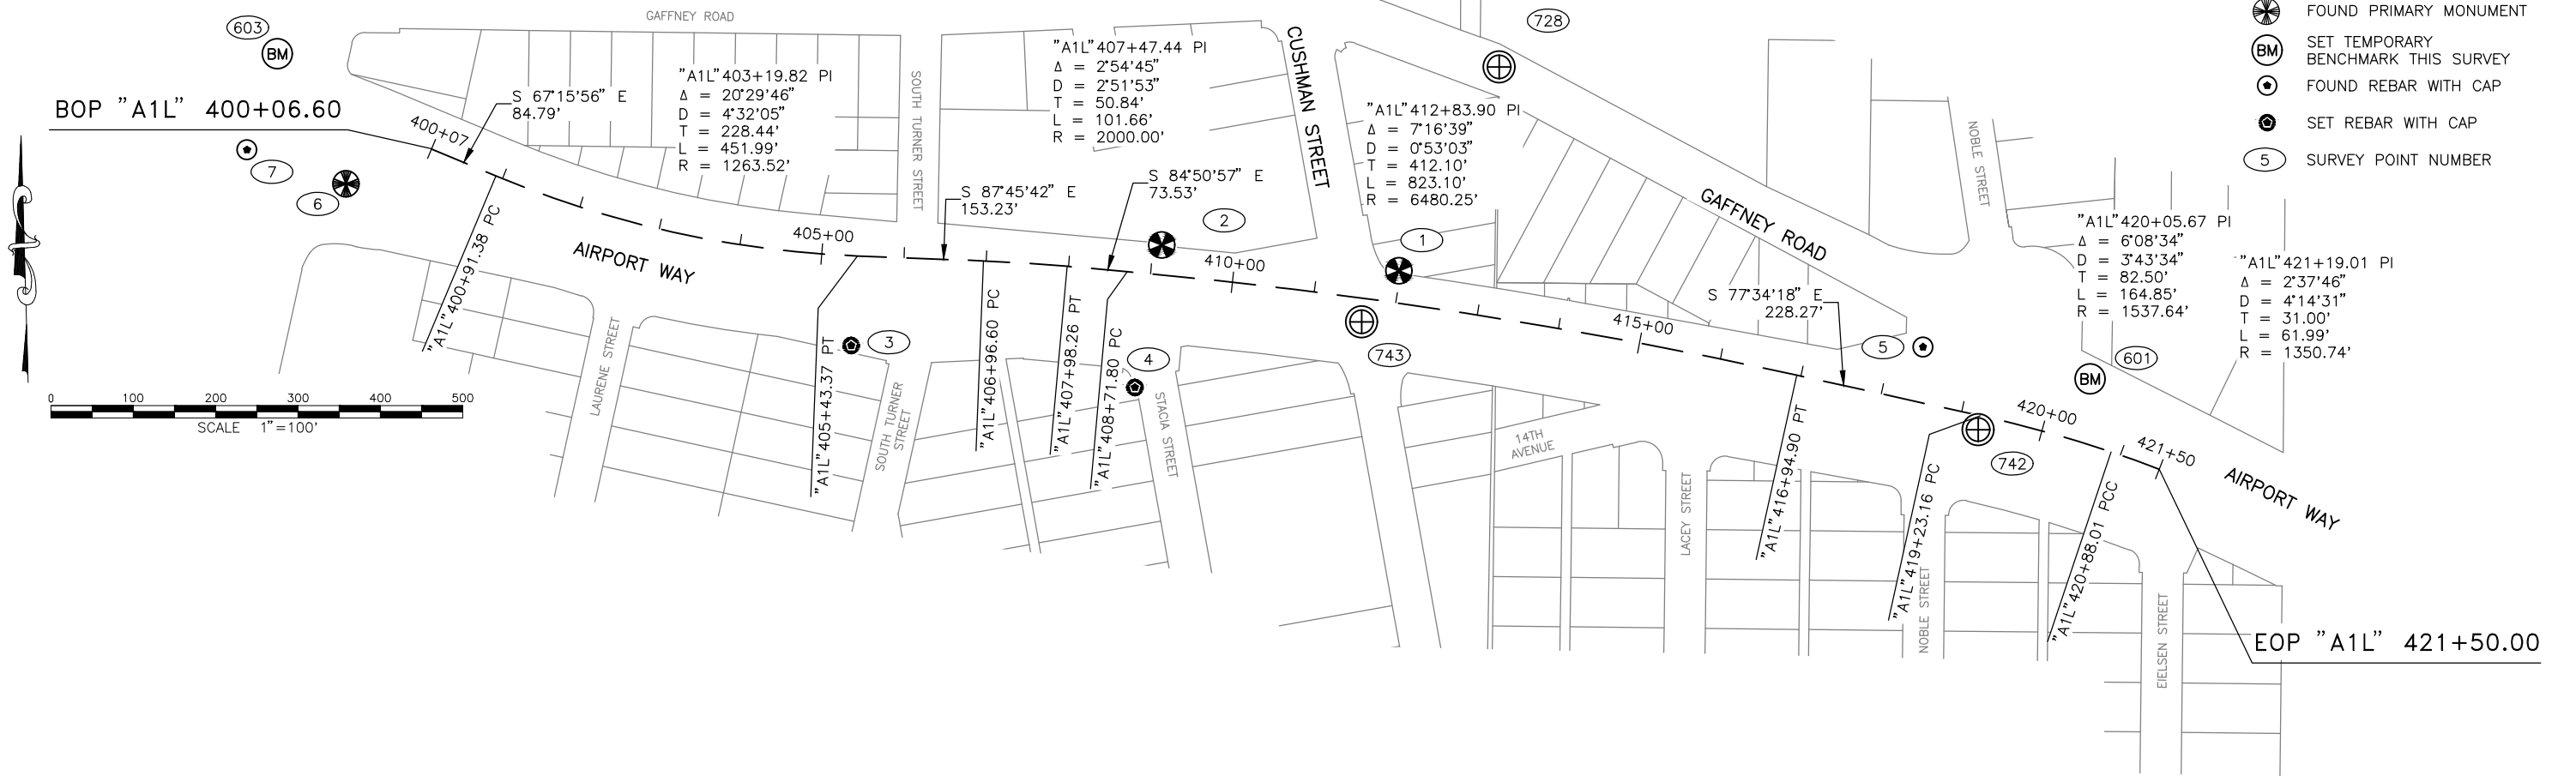 GAFFNEY ROAD
603
BM
BOP "A1L" 400+06.60
400+07
S 67°15'56" E
84.79'
7
6
"A1L"403+19.82 PI
Δ = 20°29'46"
D = 4°32'05"
T = 228.44'
L = 451.99'
R = 1263.52'
SOUTH TURNER STREET
"A1L"407+47.44 PI
Δ = 2°54'45"
D = 2°51'53"
T = 50.84'
L = 101.66'
R = 2000.00'
CUSHMAN STREET
S 87°45'42" E
153.23'
S 84°50'57" E
73.53'
2
"A1L"412+83.90 PI
Δ = 7°16'39"
D = 0°53'03"
T = 412.10'
L = 823.10'
R = 6480.25'
1
728
GAFFNEY ROAD
NOBLE STREET
FOUND PRIMARY MONUMENT
BM
SET TEMPORARY
BENCHMARK THIS SURVEY
FOUND REBAR WITH CAP
SET REBAR WITH CAP
5
SURVEY POINT NUMBER
"A1L"420+05.67 PI
Δ = 6°08'34"
D = 3°43'34"
T = 82.50'
L = 164.85'
R = 1537.64'
"A1L"421+19.01 PI
Δ = 2°37'46"
D = 4°14'31"
T = 31.00'
L = 61.99'
R = 1350.74'
601
BM
"A1L"400+91.38 PC
AIRPORT WAY
405+00
410+00
415+00
S 77°34'18" E
228.27'
5
420+00
421+50
AIRPORT WAY
0 100 200 300 400 500
SCALE 1"=100'
LAURENE STREET
"A1L"405+43.37 PT
3
SOUTH TURNER
STREET
"A1L"406+96.60 PC
"A1L"407+98.26 PT
"A1L"408+71.80 PC
4
STACIA STREET
743
14TH
AVENUE
LACEY STREET
"A1L"416+94.90 PT
"A1L"419+23.16 PC
NOBLE STREET
742
"A1L"420+88.01 PCC
EIELSEN STREET
EOP "A1L" 421+50.00